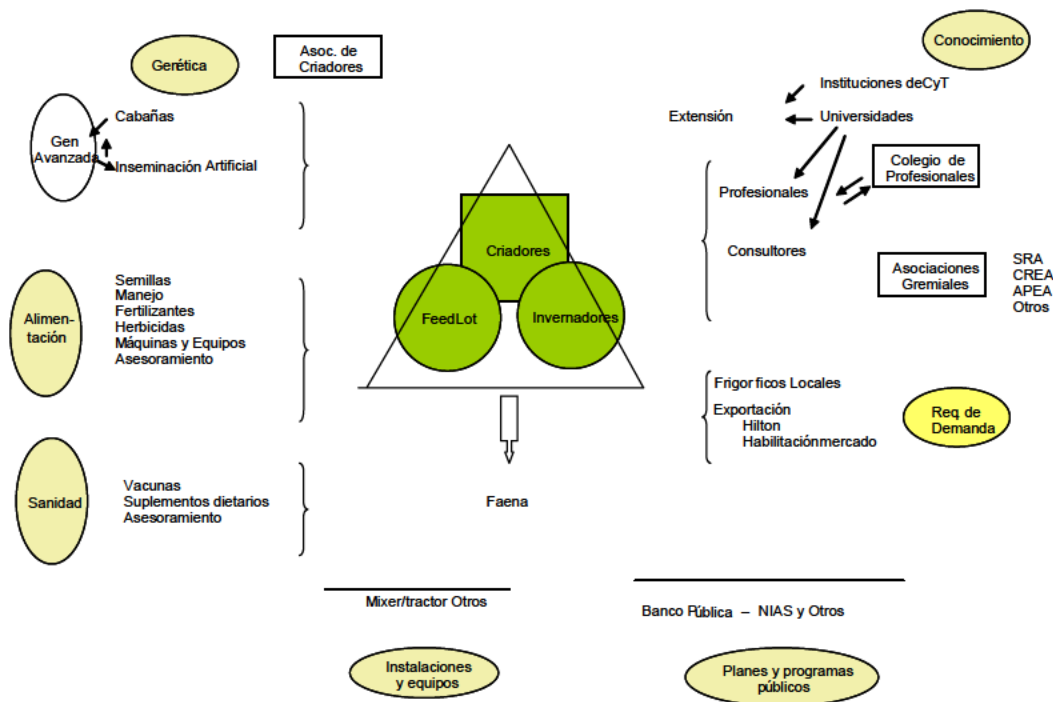 Genética
Asoc. de
Criadores
Conocimiento
Gen
Avanzada
Cabañas
Inseminación Artificial
Extensión
Instituciones deCyT
Universidades
Profesionales
Colegio de
Profesionales
Consultores
Asociaciones
Gremiales
SRA
CREA
APEA
Otros
Criadores
FeedLot
Invernadores
Alimen-
tación
Semillas
Manejo
Fertilizantes
Herbicidas
Máquinas y Equipos
Asesoramiento
Frigor ficos Locales
Exportación
Hilton
Habilitaciónmercado
Req. de
Demanda
Sanidad
Vacunas
Suplementos dietarios
Asesoramiento
Faena
Mixer/tractor Otros
Banco Pública – NIAS y Otros
Instalaciones
y equipos
Planes y programas
públicos